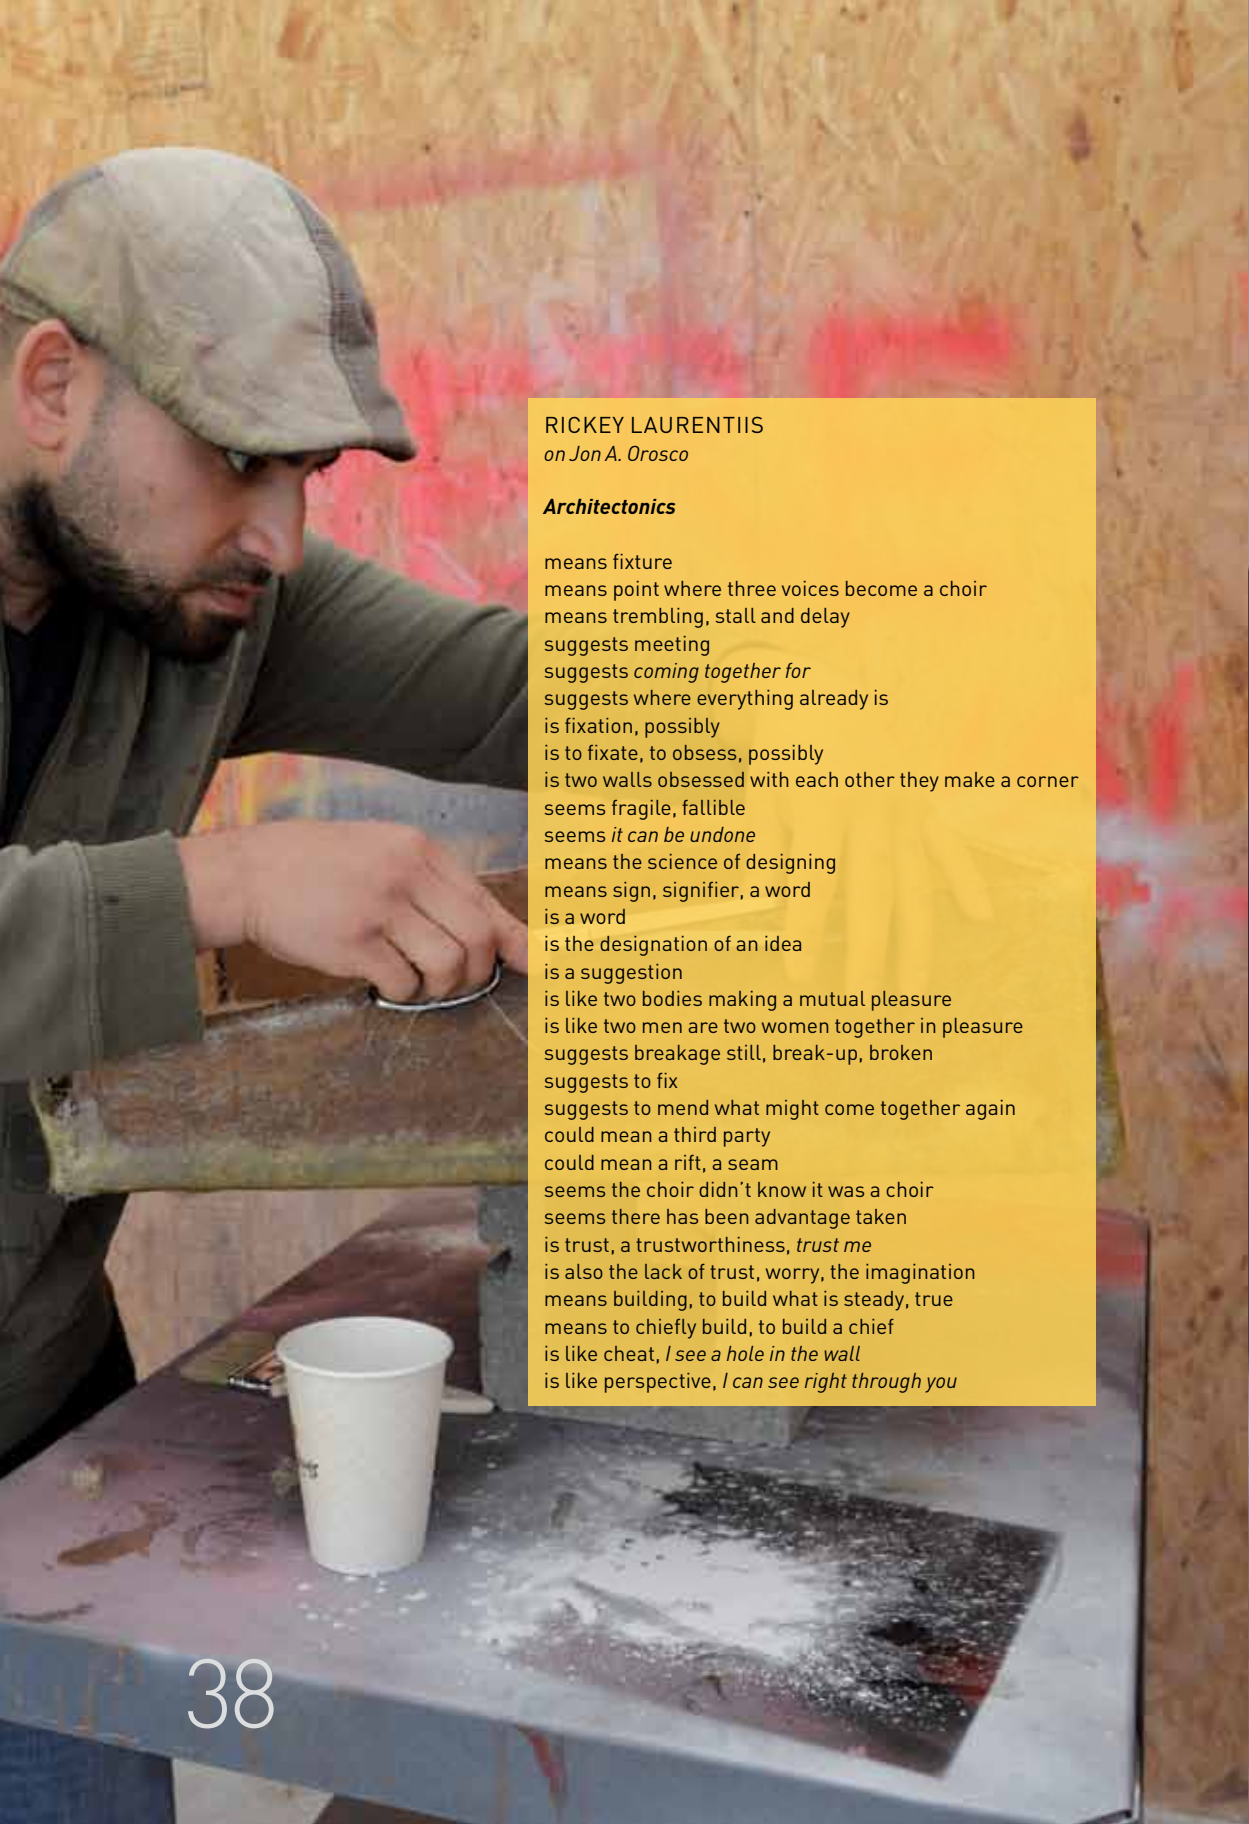 RICKEY LAURENTIIS
on Jon A. Orosco
Architectonics
means fixture
means point where three voices become a choir
means trembling, stall and delay
suggests meeting
suggests coming together for
suggests where everything already is
is fixation, possibly
is to fixate, to obsess, possibly
is two walls obsessed with each other they make a corner
seems fragile, fallible
seems it can be undone
means the science of designing
means sign, signifier, a word
is a word
is the designation of an idea
is a suggestion
is like two bodies making a mutual pleasure
is like two men are two women together in pleasure
suggests breakage still, break-up, broken
suggests to fix
suggests to mend what might come together again
could mean a third party
could mean a rift, a seam
seems the choir didn't know it was a choir
seems there has been advantage taken
is trust, a trustworthiness, trust me
is also the lack of trust, worry, the imagination
means building, to build what is steady, true
means to chiefly build, to build a chief
is like cheat, I see a hole in the wall
is like perspective, I can see right through you
38